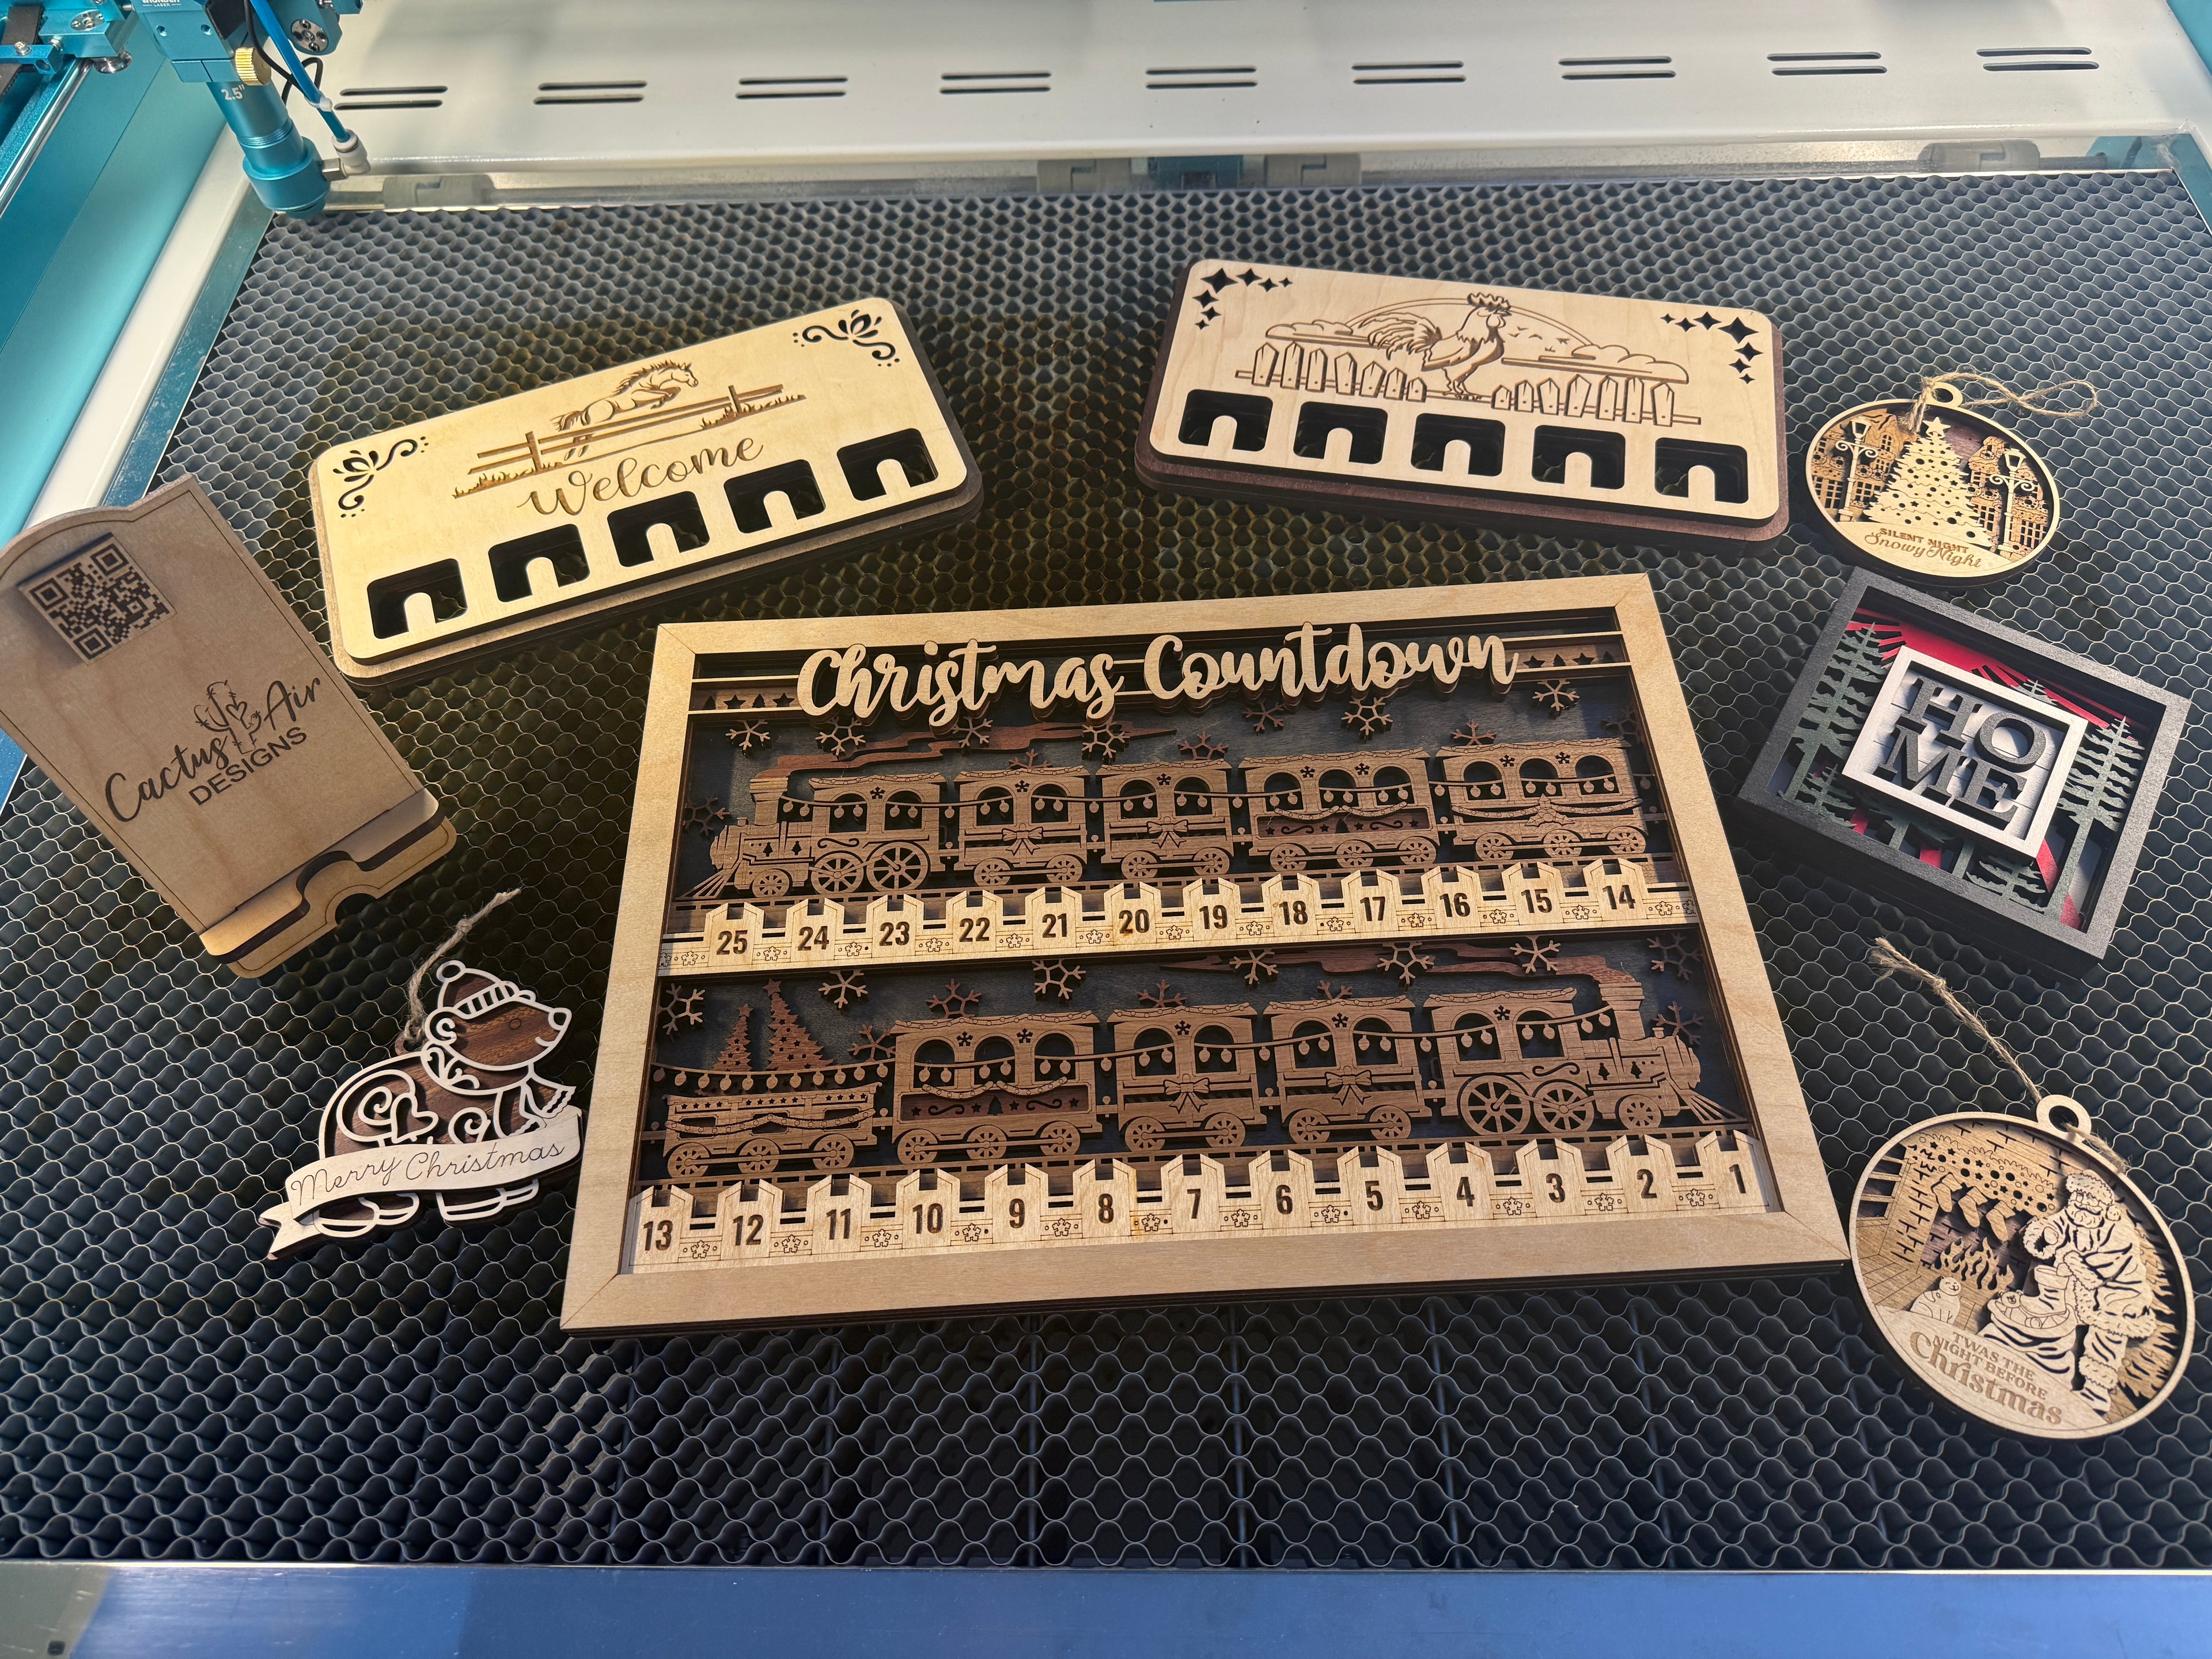 THUNDER
LASER
2.5"
Welcome
Cactus Air
DESIGNS
SILENT NIGHT
Snowy Night
HO
ME
Christmas Countdown
25 24 23 22 21 20 19 18 17 16 15 14
13 12 11 10 9 8 7 6 5 4 3 2 1
Merry Christmas
TWAS THE
NIGHT BEFORE
Christmas